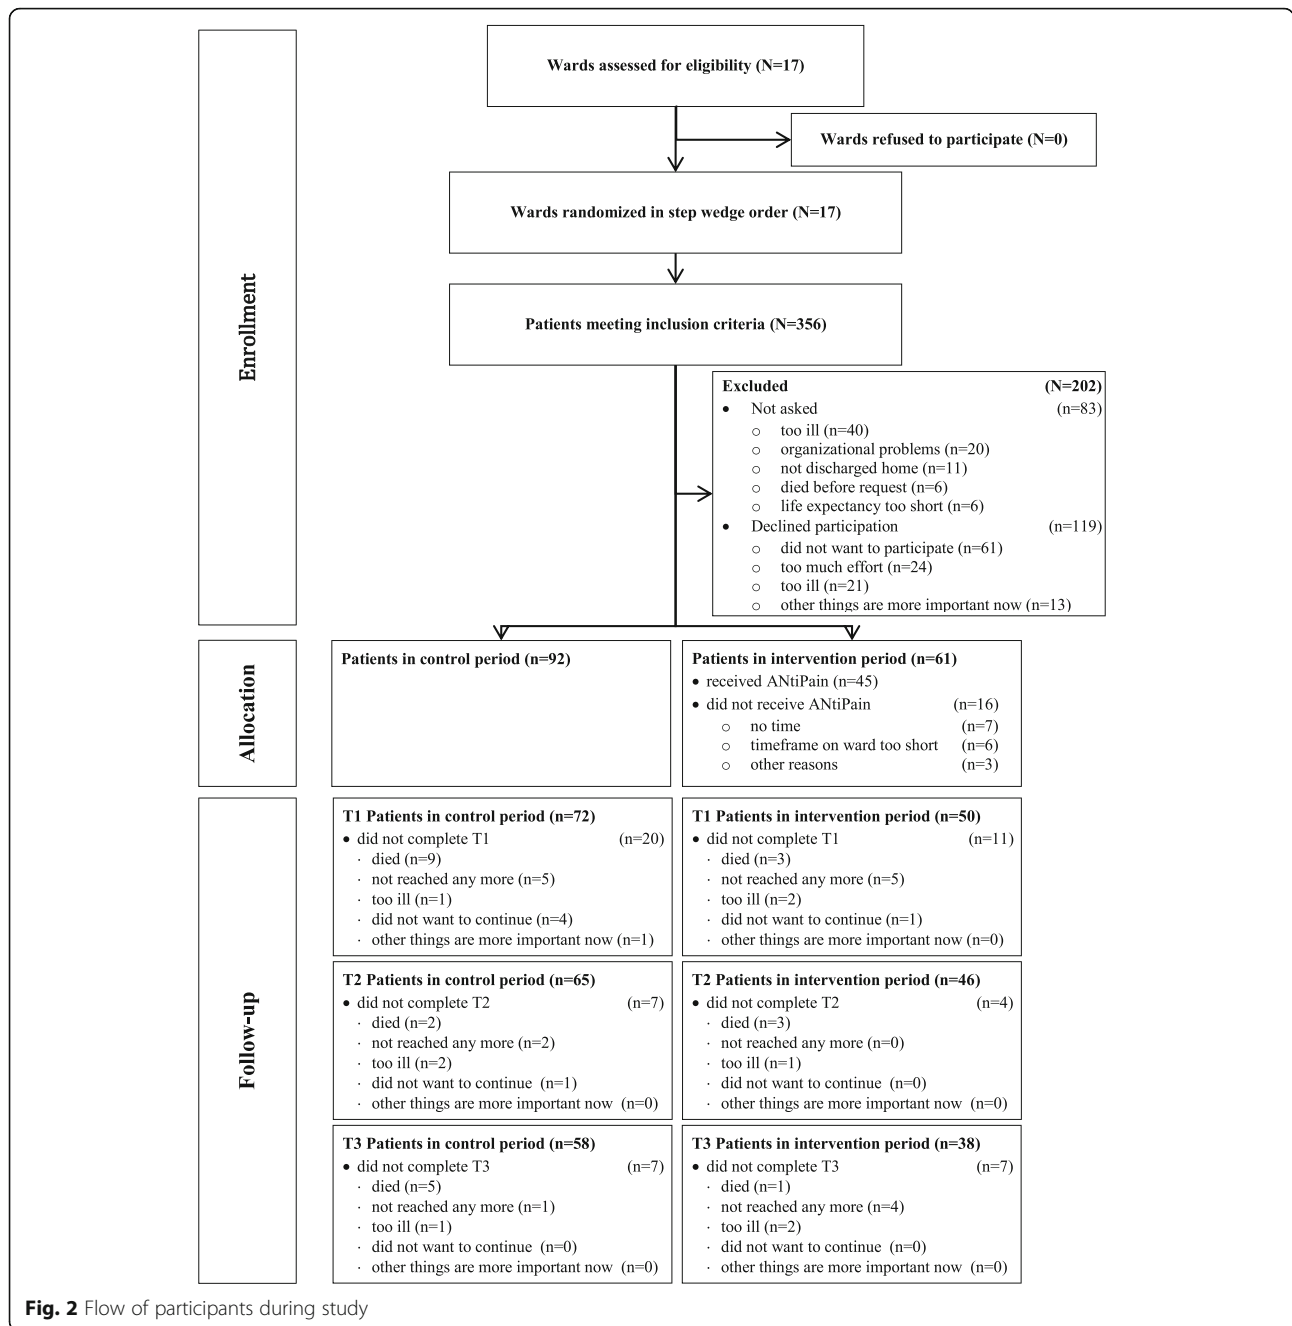 Enrollment
Wards assessed for eligibility (N=17)
Wards refused to participate (N=0)
Wards randomized in step wedge order (N=17)
Patients meeting inclusion criteria (N=356)
Excluded (N=202)
• Not asked (n=83)
o too ill (n=40)
o organizational problems (n=20)
o not discharged home (n=11)
o died before request (n=6)
o life expectancy too short (n=6)
• Declined participation (n=119)
o did not want to participate (n=61)
o too much effort (n=24)
o too ill (n=21)
o other things are more important now (n=13)
Allocation
Patients in control period (n=92)
Patients in intervention period (n=61)
• received ANtiPain (n=45)
• did not receive ANtiPain (n=16)
o no time (n=7)
o timeframe on ward too short (n=6)
o other reasons (n=3)
Follow-up
T1 Patients in control period (n=72)
• did not complete T1 (n=20)
· died (n=9)
· not reached any more (n=5)
· too ill (n=1)
· did not want to continue (n=4)
· other things are more important now (n=1)
T1 Patients in intervention period (n=50)
• did not complete T1 (n=11)
· died (n=3)
· not reached any more (n=5)
· too ill (n=2)
· did not want to continue (n=1)
· other things are more important now (n=0)
T2 Patients in control period (n=65)
• did not complete T2 (n=7)
· died (n=2)
· not reached any more (n=2)
· too ill (n=2)
· did not want to continue (n=1)
· other things are more important now (n=0)
T2 Patients in intervention period (n=46)
• did not complete T2 (n=4)
· died (n=3)
· not reached any more (n=0)
· too ill (n=1)
· did not want to continue (n=0)
· other things are more important now (n=0)
T3 Patients in control period (n=58)
• did not complete T3 (n=7)
· died (n=5)
· not reached any more (n=1)
· too ill (n=1)
· did not want to continue (n=0)
· other things are more important now (n=0)
T3 Patients in intervention period (n=38)
• did not complete T3 (n=7)
· died (n=1)
· not reached any more (n=4)
· too ill (n=2)
· did not want to continue (n=0)
· other things are more important now (n=0)
Fig. 2 Flow of participants during study